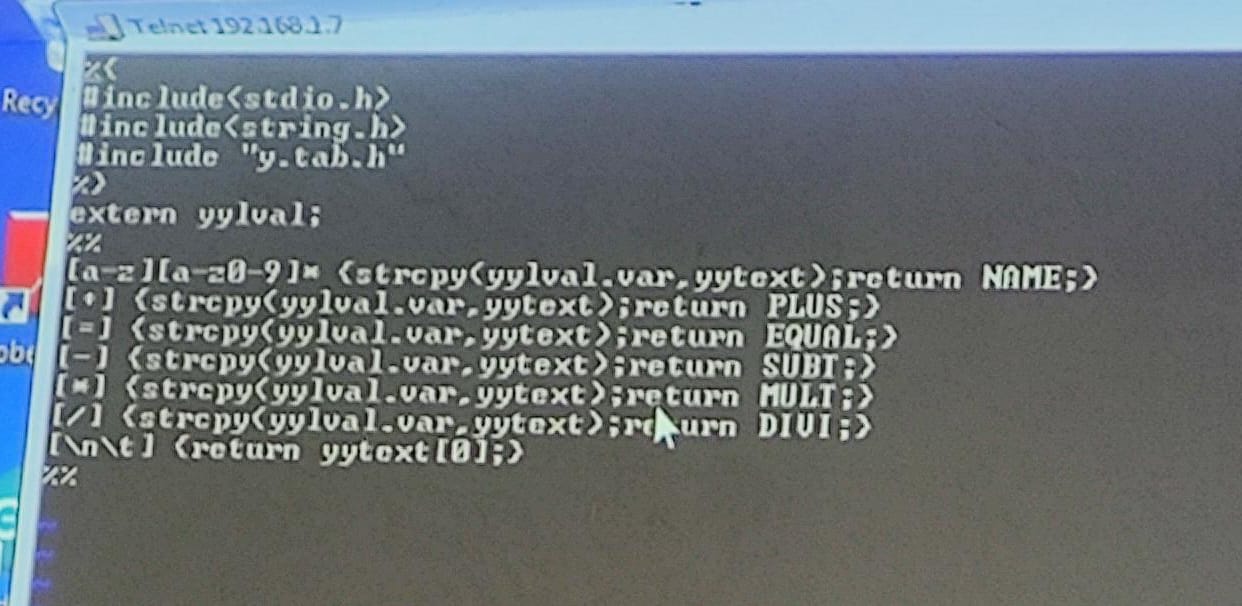 Telnet 192.168.1.7
Recy
%{
#include<stdio.h>
#include<string.h>
#include "y.tab.h"
%}
extern yylval;
%%
[a-z][a-z0-9]* {strcpy(yylval.var,yytext);return NAME;}
[+] {strcpy(yylval.var,yytext);return PLUS;}
[=] {strcpy(yylval.var,yytext);return EQUAL;}
[-] {strcpy(yylval.var,yytext);return SUBT;}
[*] {strcpy(yylval.var,yytext);return MULT;}
[/] {strcpy(yylval.var,yytext);return DIVI;}
[\n\t] {return yytext[0];}
%%
~
~
~